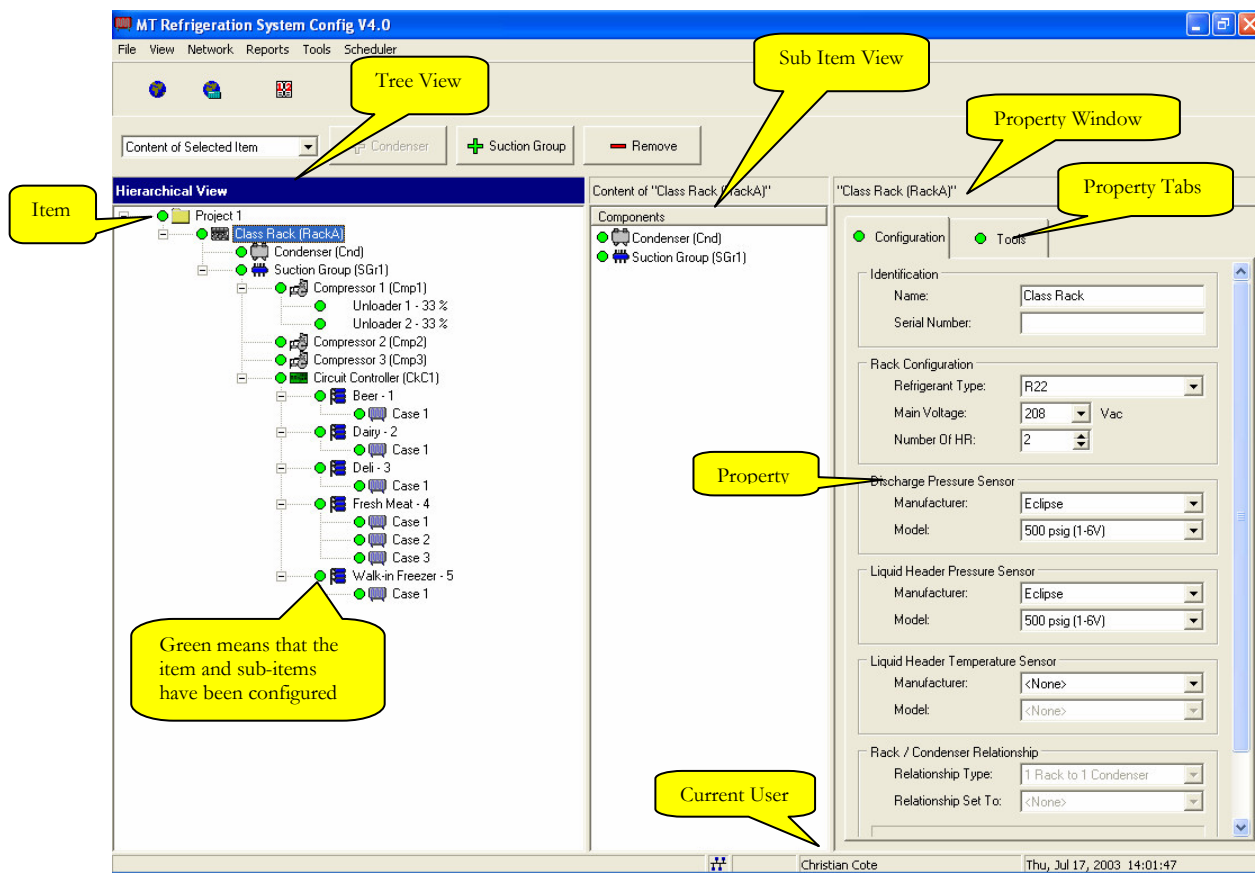 MT Refrigeration System Config V4.0
File View Network Reports Tools Scheduler
Tree View
Sub Item View
Property Window
Property Tabs
Item
Content of Selected Item
Condenser
Suction Group
Remove
Hierarchical View
Project 1
Class Rack (RackA)
Condenser (Cnd)
Suction Group (SGr1)
Compressor 1 (Cmp1)
Unloader 1 - 33 %
Unloader 2 - 33 %
Compressor 2 (Cmp2)
Compressor 3 (Cmp3)
Circuit Controller (CkC1)
Beer - 1
Case 1
Dairy - 2
Case 1
Deli - 3
Case 1
Fresh Meat - 4
Case 1
Case 2
Case 3
Walk-in Freezer - 5
Case 1
Green means that the
item and sub-items
have been configured
Content of "Class Rack (RackA)"
Components
Condenser (Cnd)
Suction Group (SGr1)
"Class Rack (RackA)"
Configuration
Tools
Identification
Name: Class Rack
Serial Number:
Rack Configuration
Refrigerant Type: R22
Main Voltage: 208 Vac
Number Of HR: 2
Property
Discharge Pressure Sensor
Manufacturer: Eclipse
Model: 500 psig (1-6V)
Liquid Header Pressure Sensor
Manufacturer: Eclipse
Model: 500 psig (1-6V)
Liquid Header Temperature Sensor
Manufacturer: <None>
Model: <None>
Rack / Condenser Relationship
Relationship Type: 1 Rack to 1 Condenser
Relationship Set To: <None>
Current User
Christian Cote
Thu, Jul 17, 2003 14:01:47